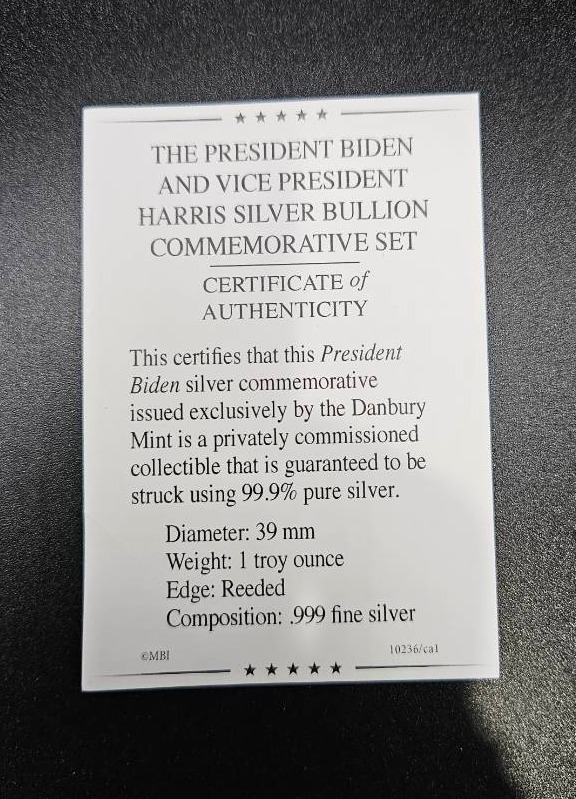 ★ ★ ★ ★ ★
THE PRESIDENT BIDEN
AND VICE PRESIDENT
HARRIS SILVER BULLION
COMMEMORATIVE SET
CERTIFICATE of
AUTHENTICITY
This certifies that this President
Biden silver commemorative
issued exclusively by the Danbury
Mint is a privately commissioned
collectible that is guaranteed to be
struck using 99.9% pure silver.
Diameter: 39 mm
Weight: 1 troy ounce
Edge: Reeded
Composition: .999 fine silver
©MBI 10236/ca1
★ ★ ★ ★ ★